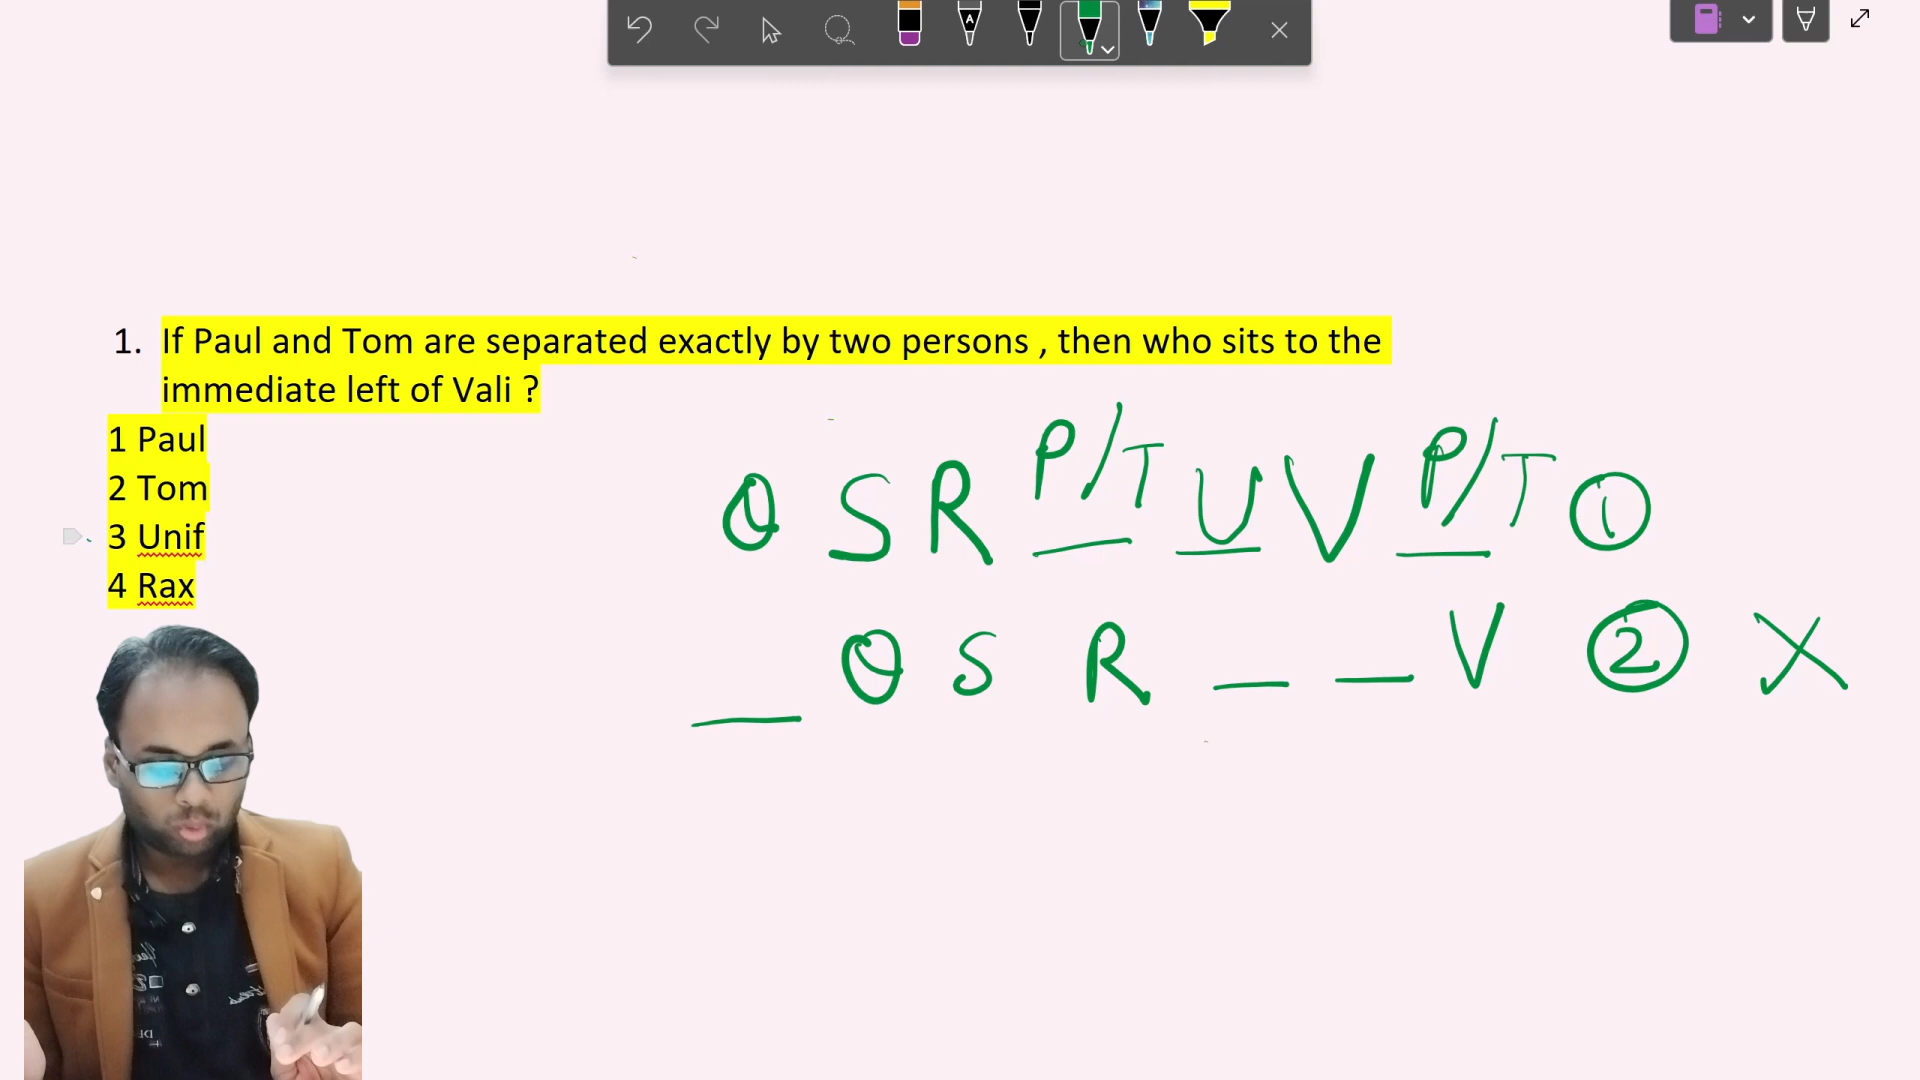 1. If Paul and Tom are separated exactly by two persons , then who sits to the
immediate left of Vali ?
1 Paul
2 Tom
3 Unif
4 Rax
Q S R P/T U V P/T 1
_ Q S R _ _ V 2 X